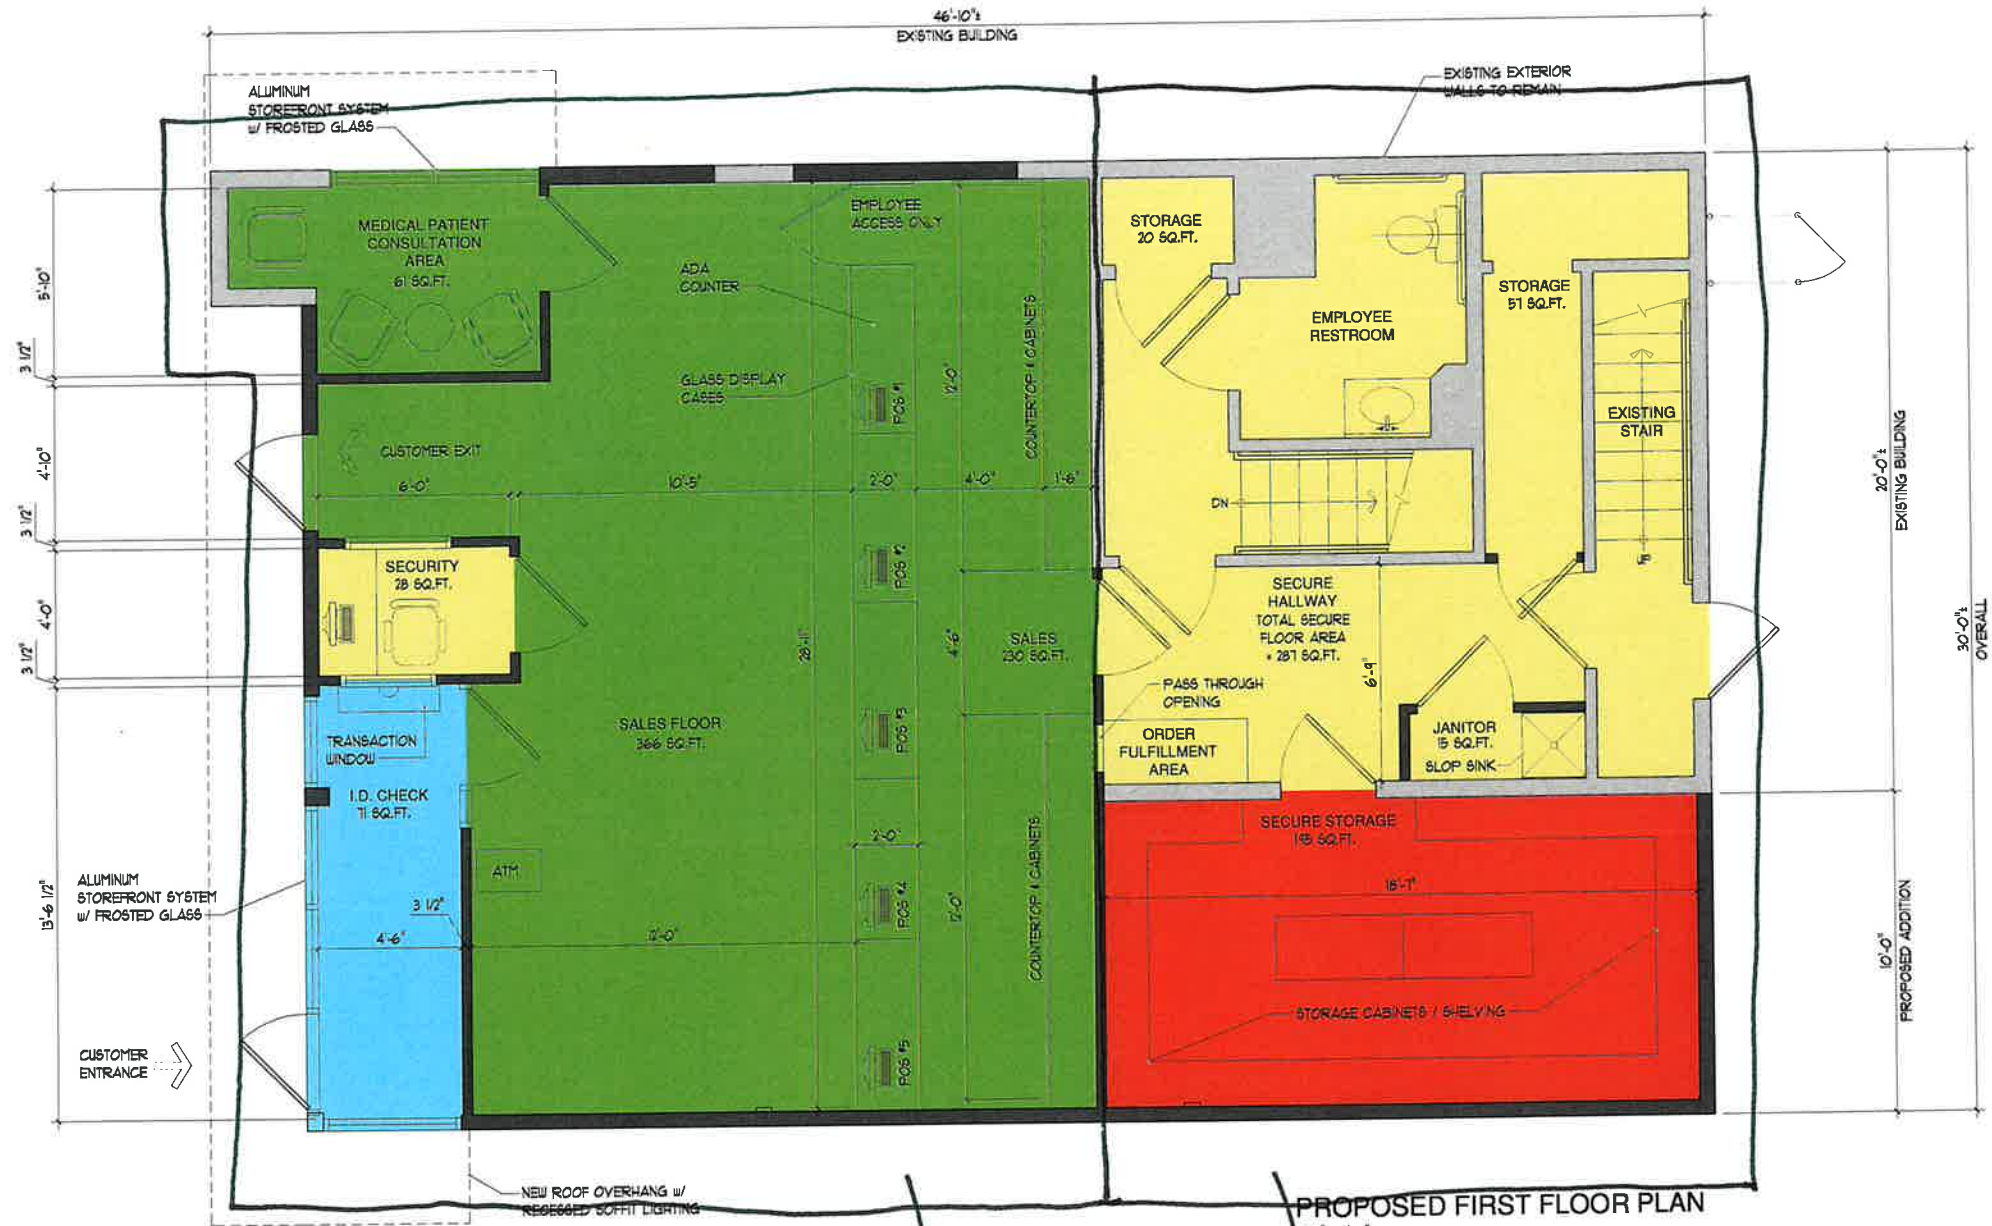 46'-10"±
EXISTING BUILDING
ALUMINUM
STOREFRONT SYSTEM
w/ FROSTED GLASS
EXISTING EXTERIOR
WALLS TO REMAIN
MEDICAL PATIENT
CONSULTATION
AREA
61 SQ.FT.
EMPLOYEE
ACCESS ONLY
ADA
COUNTER
GLASS DISPLAY
CASES
STORAGE
20 SQ.FT.
EMPLOYEE
RESTROOM
STORAGE
57 SQ.FT.
EXISTING
STAIR
5'-10"
3 1/2"
4'-10"
3 1/2"
4'-0"
3 1/2"
13'-6 1/2"
CUSTOMER EXIT
6'-0"
10'-5"
2'-0"
4'-0"
1'-6"
12'-0"
COUNTERTOP & CABINETS
POS #1
POS #2
POS #3
POS #4
POS #5
DN
SECURITY
28 SQ.FT.
28'-11"
4'-6"
SALES
230 SQ.FT.
SECURE
HALLWAY
TOTAL SECURE
FLOOR AREA
= 287 SQ.FT.
6'-9"
PASS THROUGH
OPENING
ORDER
FULFILLMENT
AREA
JANITOR
15 SQ.FT.
SLOP SINK
SALES FLOOR
366 SQ.FT.
TRANSACTION
WINDOW
I.D. CHECK
71 SQ.FT.
ATM
3 1/2"
4'-6"
12'-0"
2'-0"
12'-0"
COUNTERTOP & CABINETS
ALUMINUM
STOREFRONT SYSTEM
w/ FROSTED GLASS
SECURE STORAGE
195 SQ.FT.
18'-7"
STORAGE CABINETS / SHELVING
20'-0"±
EXISTING BUILDING
10'-0"
PROPOSED ADDITION
30'-0"±
OVERALL
CUSTOMER
ENTRANCE
NEW ROOF OVERHANG w/
RECESSED SOFFIT LIGHTING
PROPOSED FIRST FLOOR PLAN